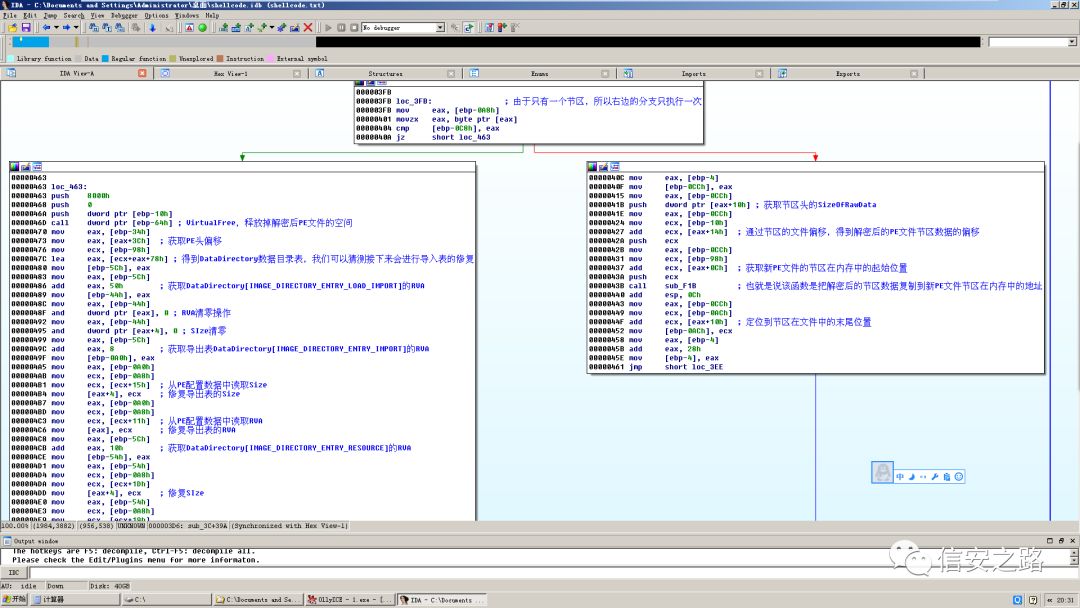 IDA - C:\Documents and Settings\Administrator\桌面\shellcode.idb (shellcode.txt)
File Edit Jump Search View Debugger Options Windows Help
No debugger
Library function Data Regular function Unexplored Instruction External symbol
IDA View-A Hex View-1 Structures Enums Imports Exports
000003FB
000003FB loc_3FB: ; 由于只有一个节区，所以右边的分支只执行一次
000003FB mov eax, [ebp-0A8h]
00000401 movzx eax, byte ptr [eax]
00000404 cmp [ebp-0C8h], eax
0000040A jz short loc_463
00000463
00000463 loc_463:
00000463 push 8000h
00000468 push 0
0000046A push dword ptr [ebp-10h]
0000046D call dword ptr [ebp-64h] ; VirtualFree，释放掉解密后PE文件的空间
00000470 mov eax, [ebp-34h]
00000473 mov eax, [eax+3Ch] ; 获取PE头偏移
00000476 mov ecx, [ebp-98h]
0000047C lea eax, [ecx+eax+78h] ; 得到DataDirectory数据目录表，我们可以猜测接下来会进行导入表的修复
00000480 mov [ebp-5Ch], eax
00000483 mov eax, [ebp-5Ch]
00000486 add eax, 50h ; 获取DataDirectory[IMAGE_DIRECTORY_ENTRY_LOAD_IMPORT]的RVA
00000489 mov [ebp-44h], eax
0000048C mov eax, [ebp-44h]
0000048F and dword ptr [eax], 0 ; RVA清零操作
00000492 mov eax, [ebp-44h]
00000495 and dword ptr [eax+4], 0 ; SIze清零
00000499 mov eax, [ebp-5Ch]
0000049C add eax, 8 ; 获取导出表DataDirectory[IMAGE_DIRECTORY_ENTRY_IMPORT]的RVA
0000049F mov [ebp-0A0h], eax
000004A5 mov eax, [ebp-0A0h]
000004AB mov ecx, [ebp-0A8h]
000004B1 mov ecx, [ecx+15h] ; 从PE配置数据中读取Size
000004B4 mov [eax+4], ecx ; 修复导出表的Size
000004B7 mov eax, [ebp-0A0h]
000004BD mov ecx, [ebp-0A8h]
000004C3 mov ecx, [ecx+11h] ; 从PE配置数据中读取RVA
000004C6 mov [eax], ecx ; 修复导出表的RVA
000004C8 mov eax, [ebp-5Ch]
000004CB add eax, 10h ; 获取DataDirectory[IMAGE_DIRECTORY_ENTRY_RESOURCE]的RVA
000004CE mov [ebp-54h], eax
000004D1 mov eax, [ebp-54h]
000004D4 mov ecx, [ebp-0A8h]
000004DA mov ecx, [ecx+1Dh]
000004DD mov [eax+4], ecx ; 修复SIze
000004E0 mov eax, [ebp-54h]
000004E3 mov ecx, [ebp-0A8h]
0000040C mov eax, [ebp-4]
0000040F mov [ebp-0CCh], eax
00000415 mov eax, [ebp-0CCh]
0000041B push dword ptr [eax+10h] ; 获取节区头的SizeOfRawData
0000041E mov eax, [ebp-0CCh]
00000424 mov ecx, [ebp-10h]
00000427 add ecx, [eax+14h] ; 通过节区的文件偏移，得到解密后的PE文件节区数据的偏移
0000042A push ecx
0000042B mov eax, [ebp-0CCh]
00000431 mov ecx, [ebp-98h]
00000437 add ecx, [eax+0Ch] ; 获取新PE文件的节区在内存中的起始位置
0000043A push ecx
0000043B call sub_F1B ; 也就是说该函数是把解密后的节区数据复制到新PE文件节区在内存中的地址
00000440 add esp, 0Ch
00000443 mov eax, [ebp-0CCh]
00000449 mov ecx, [ebp-0ACh]
0000044F add ecx, [eax+10h] ; 定位到节区在文件中的末尾位置
00000452 mov [ebp-0ACh], ecx
00000458 mov eax, [ebp-4]
0000045B add eax, 28h
0000045E mov [ebp-4], eax
00000461 jmp short loc_3EE
中
100.00% (1984,3882) (956,538) UNKNOWN 000003D6: sub_3C+39A (Synchronized with Hex View-1)
Output window
The hotkeys are F5: decompile, Ctrl-F5: decompile all.
Please check the Edit/Plugins menu for more informaton.
IDC
AU: idle Down Disk: 40GB
信安之路
开始 计算器 C:\ C:\Documents and Se... OllyICE - 1.exe - [... IDA - C:\Documents ... 20:31